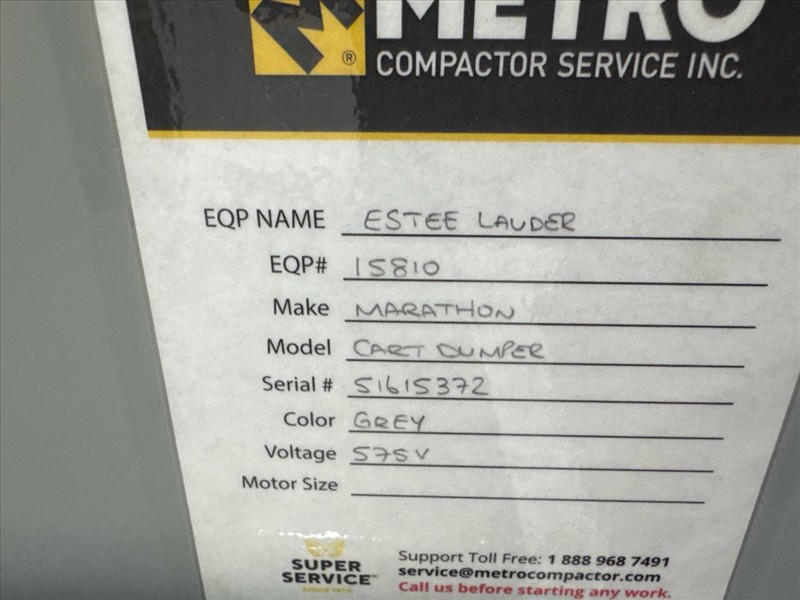 METRO
®
COMPACTOR SERVICE INC.
EQP NAME ESTEE LAUDER
EQP# 15810
Make MARATHON
Model CART DUMPER
Serial # 51615372
Color GREY
Voltage 575V
Motor Size
SUPER
SERVICE
SINCE 1975
Support Toll Free: 1 888 968 7491
service@metrocompactor.com
Call us before starting any work.